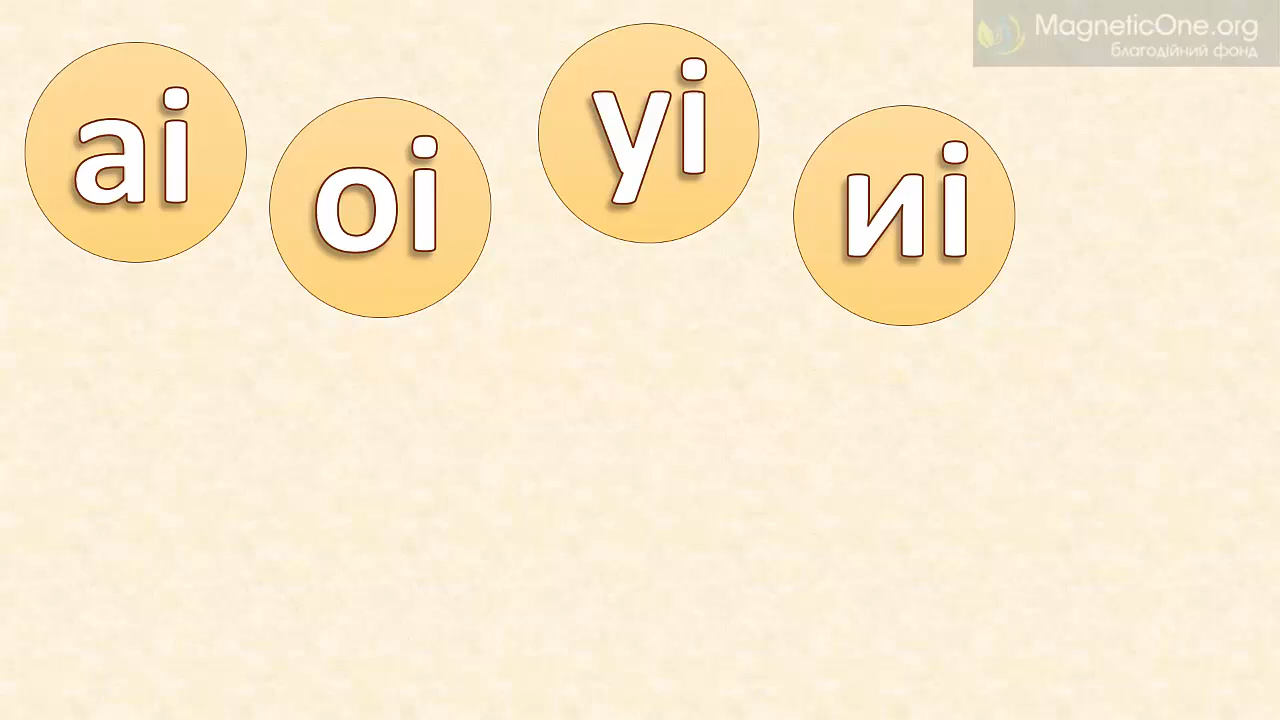 MagneticOne.org
благодійний фонд
аі
оі
уі
иі